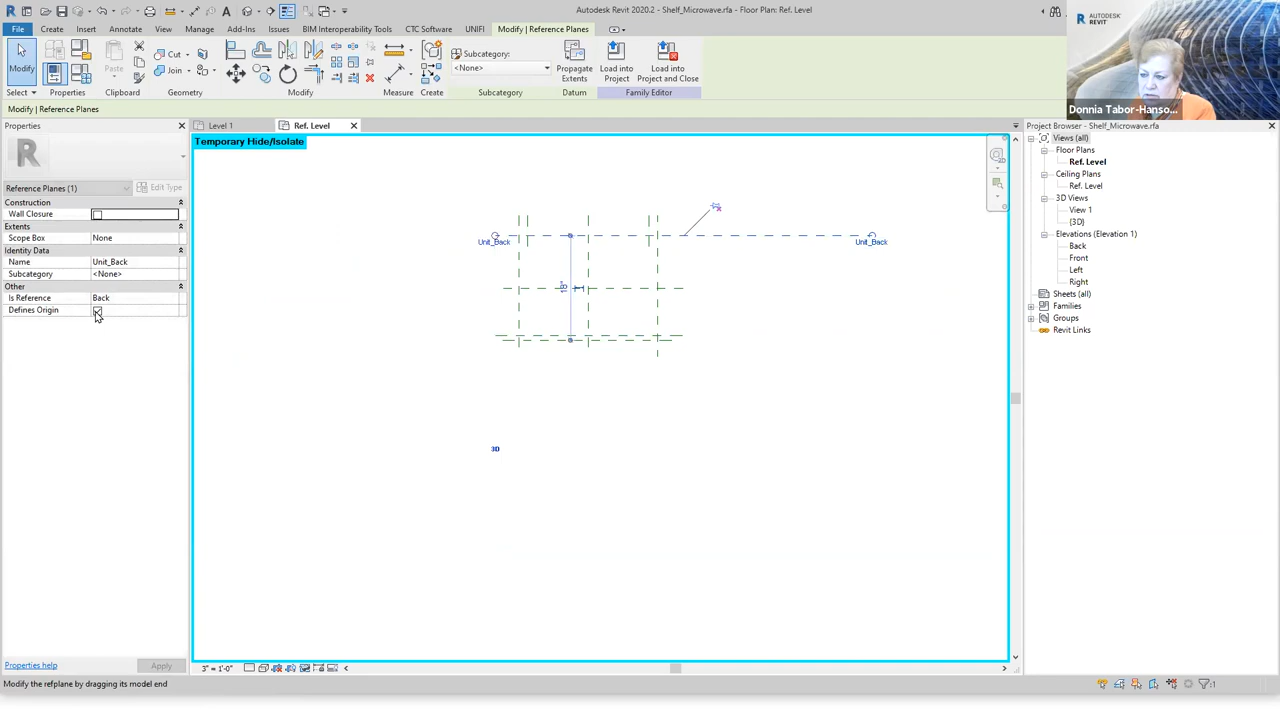 Autodesk Revit 2020.2 - Shelf_Microwave.rfa - Floor Plan: Ref. Level
File Create Insert Annotate View Manage Add-Ins Issues BIM Interoperability Tools CTC Software UNIFI Modify | Reference Planes
Modify
Paste
Cut
Join
Subcategory:
<None>
Propagate Extents
Load into Project
Load into Project and Close
Select Properties Clipboard Geometry Modify Measure Create Subcategory Datum Family Editor
AUTODESK
REVIT
Donnia Tabor-Hanso...
Modify | Reference Planes
Properties
Level 1
Ref. Level
Project Browser - Shelf_Microwave.rfa
Temporary Hide/Isolate
Reference Planes (1)
Edit Type
Construction
Wall Closure
Extents
Scope Box None
Identity Data
Name Unit_Back
Subcategory <None>
Other
Is Reference Back
Defines Origin
Unit_Back
Unit_Back
18"
3D
2D
Views (all)
Floor Plans
Ref. Level
Ceiling Plans
Ref. Level
3D Views
View 1
{3D}
Elevations (Elevation 1)
Back
Front
Left
Right
Sheets (all)
Families
Groups
Revit Links
Properties help
Apply
3" = 1'-0"
Modify the refplane by dragging its model end
:1